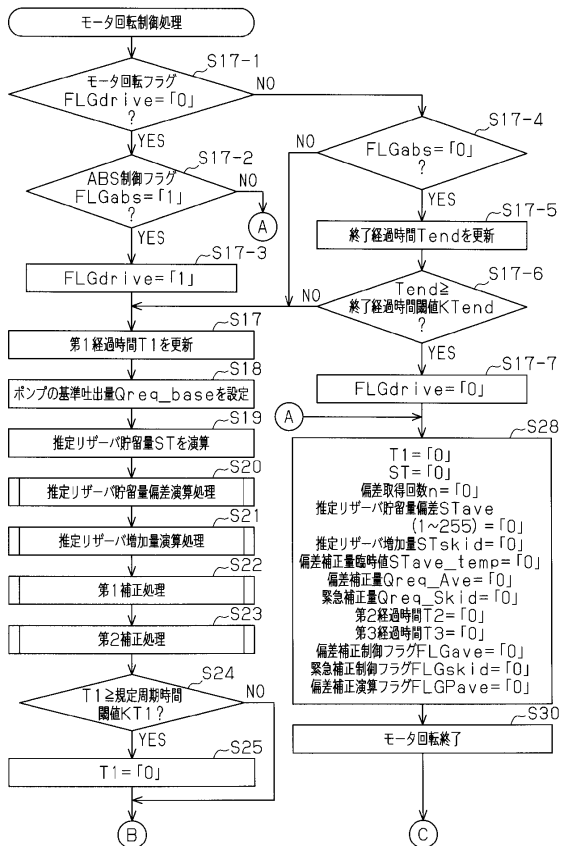 モータ回転制御処理
S17-1
モータ回転フラグ
FLGdrive=「0」
?
NO
YES
S17-2
ABS制御フラグ
FLGabs=「1」
?
NO
A
YES
S17-3
FLGdrive=「1」
S17-4
FLGabs=「0」
?
NO
YES
S17-5
終了経過時間Tendを更新
S17-6
Tend≧
終了経過時間閾値KTend
?
NO
YES
S17-7
FLGdrive=「0」
S17
第1経過時間T1を更新
S18
ポンプの基準吐出量Qreq_baseを設定
S19
推定リザーバ貯留量STを演算
S20
推定リザーバ貯留量偏差演算処理
S21
推定リザーバ増加量演算処理
S22
第1補正処理
S23
第2補正処理
S24
T1≧規定周期時間
閾値KT1?
NO
YES
S25
T1=「0」
B
A
S28
T1=「0」
ST=「0」
偏差取得回数n=「0」
推定リザーバ貯留量偏差STave
(1~255)=「0」
推定リザーバ増加量STskid=「0」
偏差補正量臨時値STave_temp=「0」
偏差補正量Qreq_Ave=「0」
緊急補正量Qreq_Skid=「0」
第2経過時間T2=「0」
第3経過時間T3=「0」
偏差補正制御フラグFLGave=「0」
緊急補正制御フラグFLGskid=「0」
偏差補正演算フラグFLGPave=「0」
S30
モータ回転終了
C